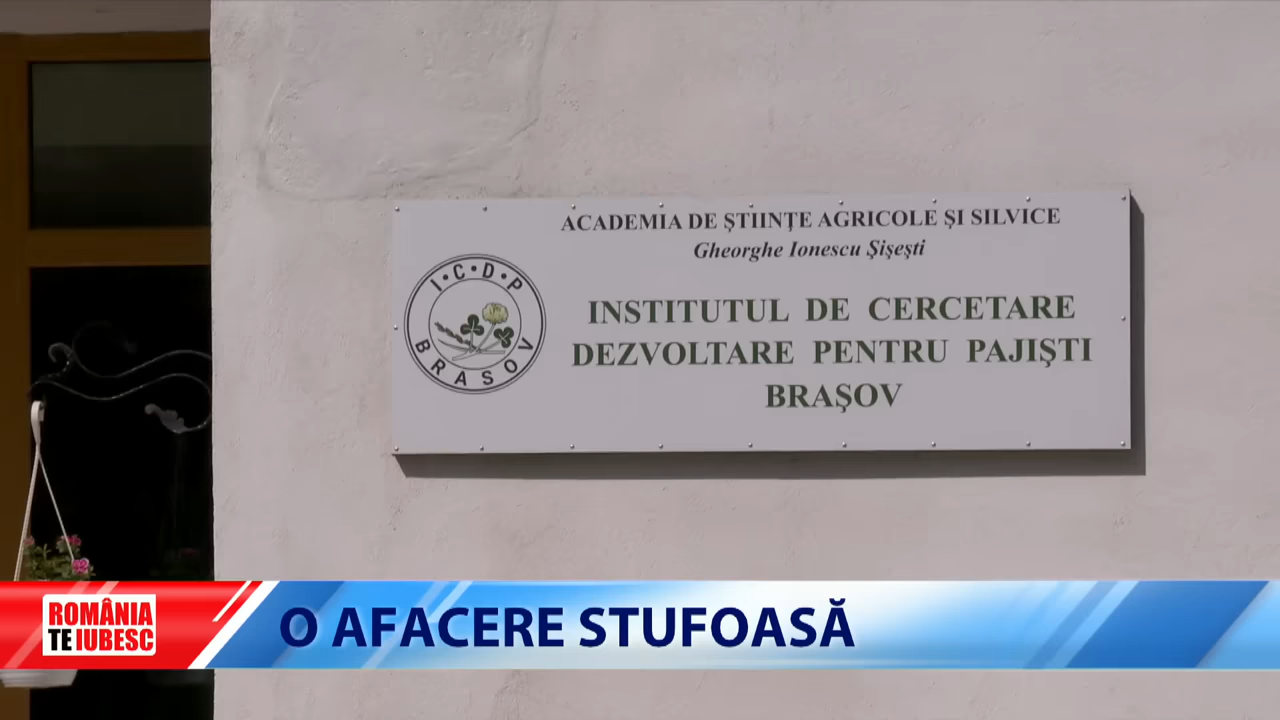 ACADEMIA DE ŞTIINŢE AGRICOLE ŞI SILVICE
Gheorghe Ionescu Şişeşti
I·C·D·P
BRASOV
INSTITUTUL DE CERCETARE
DEZVOLTARE PENTRU PAJIŞTI
BRAŞOV
ROMÂNIA
TE IUBESC
O AFACERE STUFOASĂ